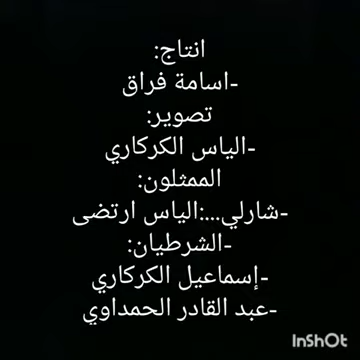 انتاج:
-اسامة فراق
تصوير:
-الياس الكركاري
الممثلون:
-شارلي...:الياس ارتضى
-الشرطيان:
-إسماعيل الكركاري
-عبد القادر الحمداوي
InShOt